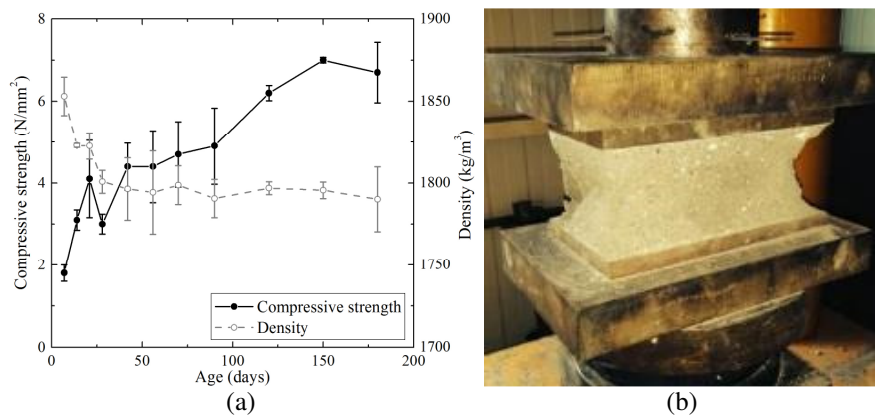 8
6
4
2
0
Compressive strength (N/mm²)
1900
1850
1800
1750
1700
Density (kg/m³)
Compressive strength
Density
0 50 100 150 200
Age (days)
(a) (b)